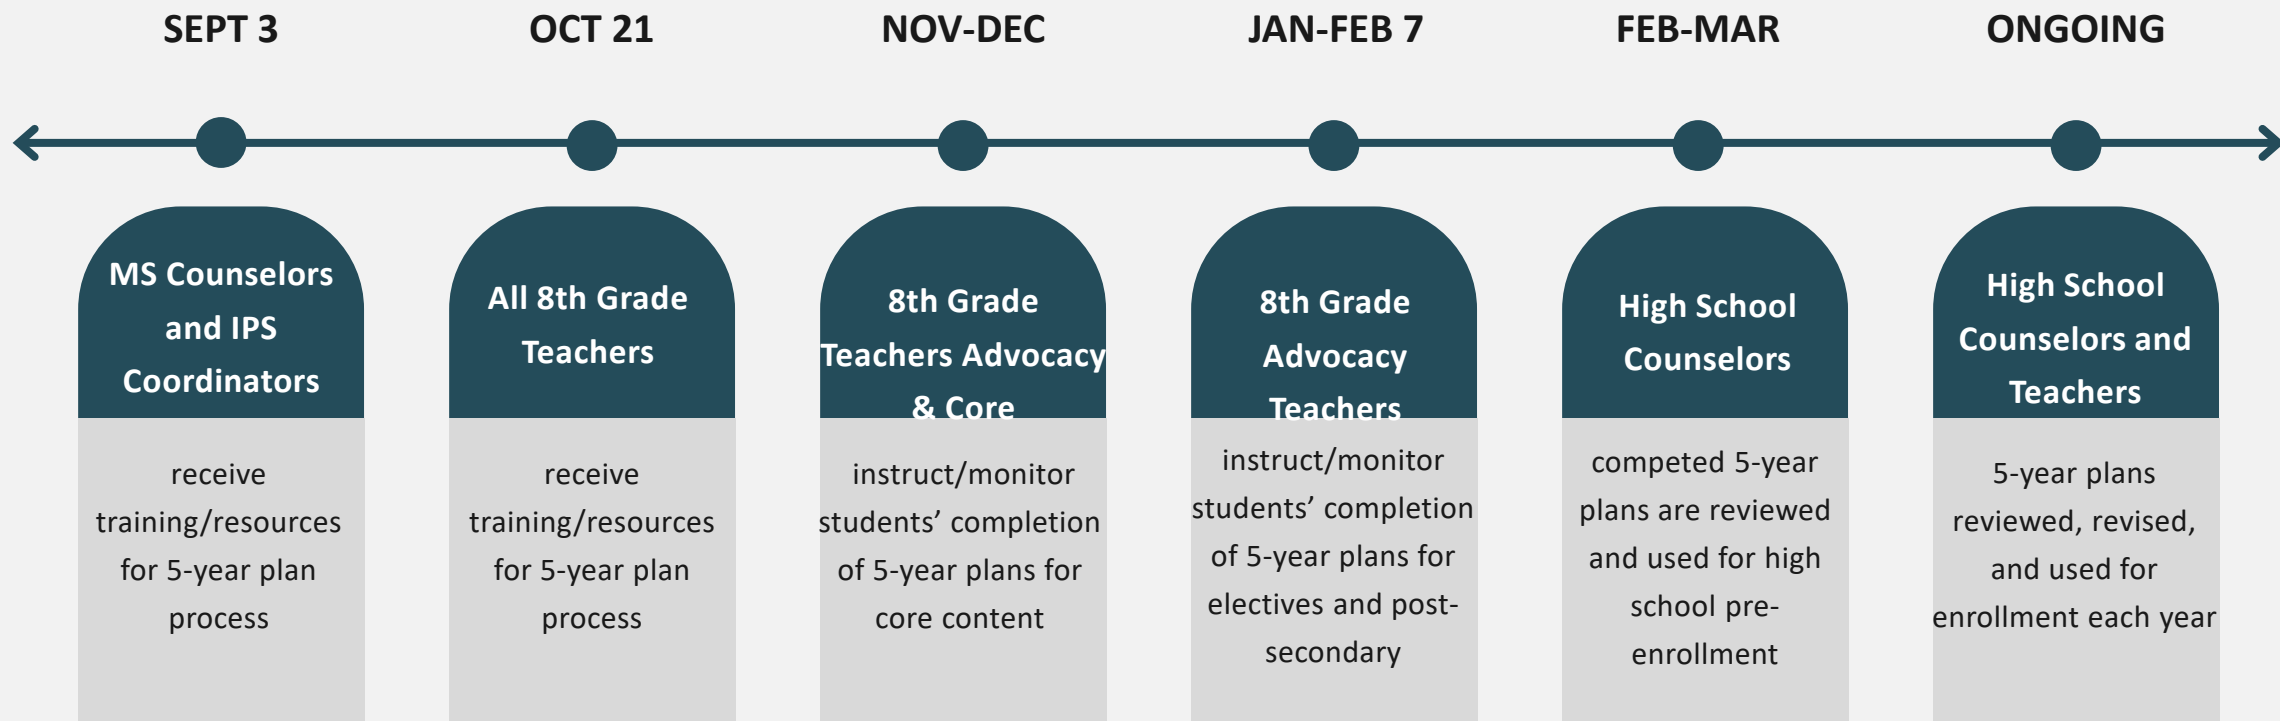 SEPT 3
OCT 21
NOV-DEC
JAN-FEB 7
FEB-MAR
ONGOING
MS Counselors
and IPS
Coordinators
receive
training/resources
for 5-year plan
process
All 8th Grade
Teachers
receive
training/resources
for 5-year plan
process
8th Grade
Teachers Advocacy
& Core
instruct/monitor
students’ completion
of 5-year plans for
core content
8th Grade
Advocacy
Teachers
instruct/monitor
students’ completion
of 5-year plans for
electives and post-
secondary
High School
Counselors
competed 5-year
plans are reviewed
and used for high
school pre-
enrollment
High School
Counselors and
Teachers
5-year plans
reviewed, revised,
and used for
enrollment each year